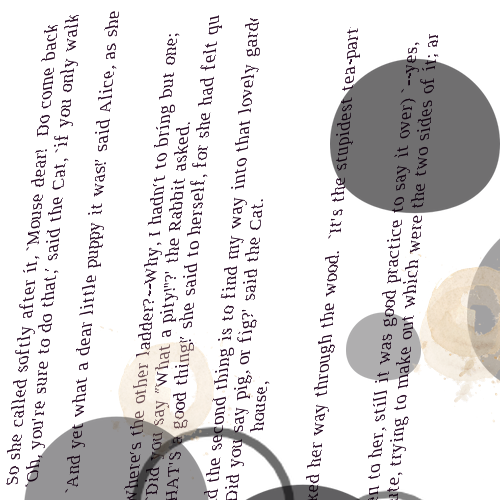 So she called softly after it, `Mouse dear!  Do come back
Oh, you're sure to do that,' said the Cat, `if you only walk
`And yet what a dear little puppy it was!' said Alice, as she
Where's the other ladder?--Why, I hadn't to bring but one;
`Did you say "What a pity!"?' the Rabbit asked.
THAT'S a good thing!' she said to herself, for she had felt qu
d the second thing is to find my way into that lovely gard
Did you say pig, or fig?' said the Cat.
house,
ked her way through the wood.  `It's the stupidest tea-part
n to her, still it was good practice to say it over) `--yes,
ute, trying to make out which were the two sides of it; ar